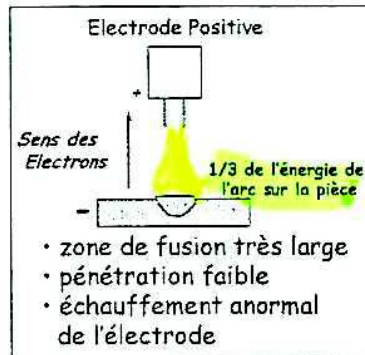 Electrode Positive
+
Sens des
Electrons
1/3 de l'énergie de
l'arc sur la pièce
-
• zone de fusion très large
• pénétration faible
• échauffement anormal
de l'électrode